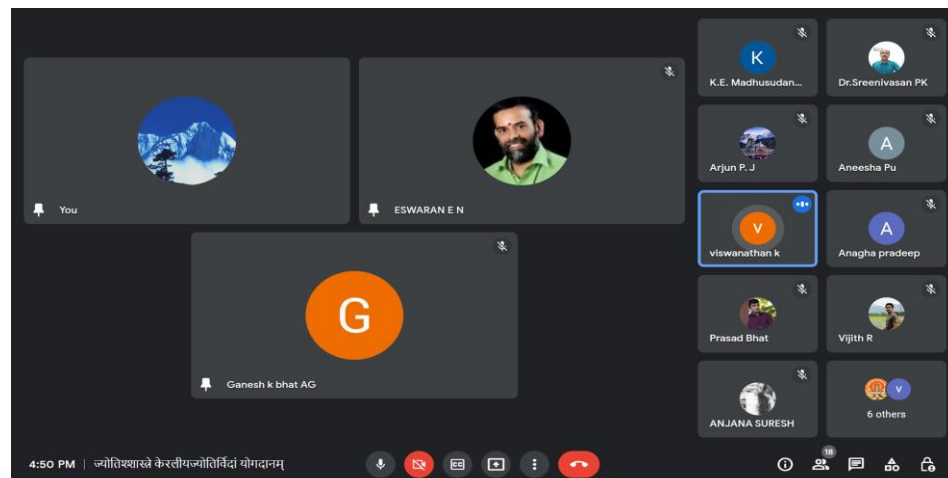 K
K.E. Madhusudan...
Dr.Sreenivasan PK
You
ESWARAN E N
Arjun P. J
A
Aneesha Pu
V
viswanathan k
A
Anagha pradeep
G
Ganesh k bhat AG
Prasad Bhat
Vijith R
ANJANA SURESH
V
6 others
4:50 PM | ज्योतिश्शास्त्रे केरलीयज्योतिर्विदां योगदानम्
CC
18